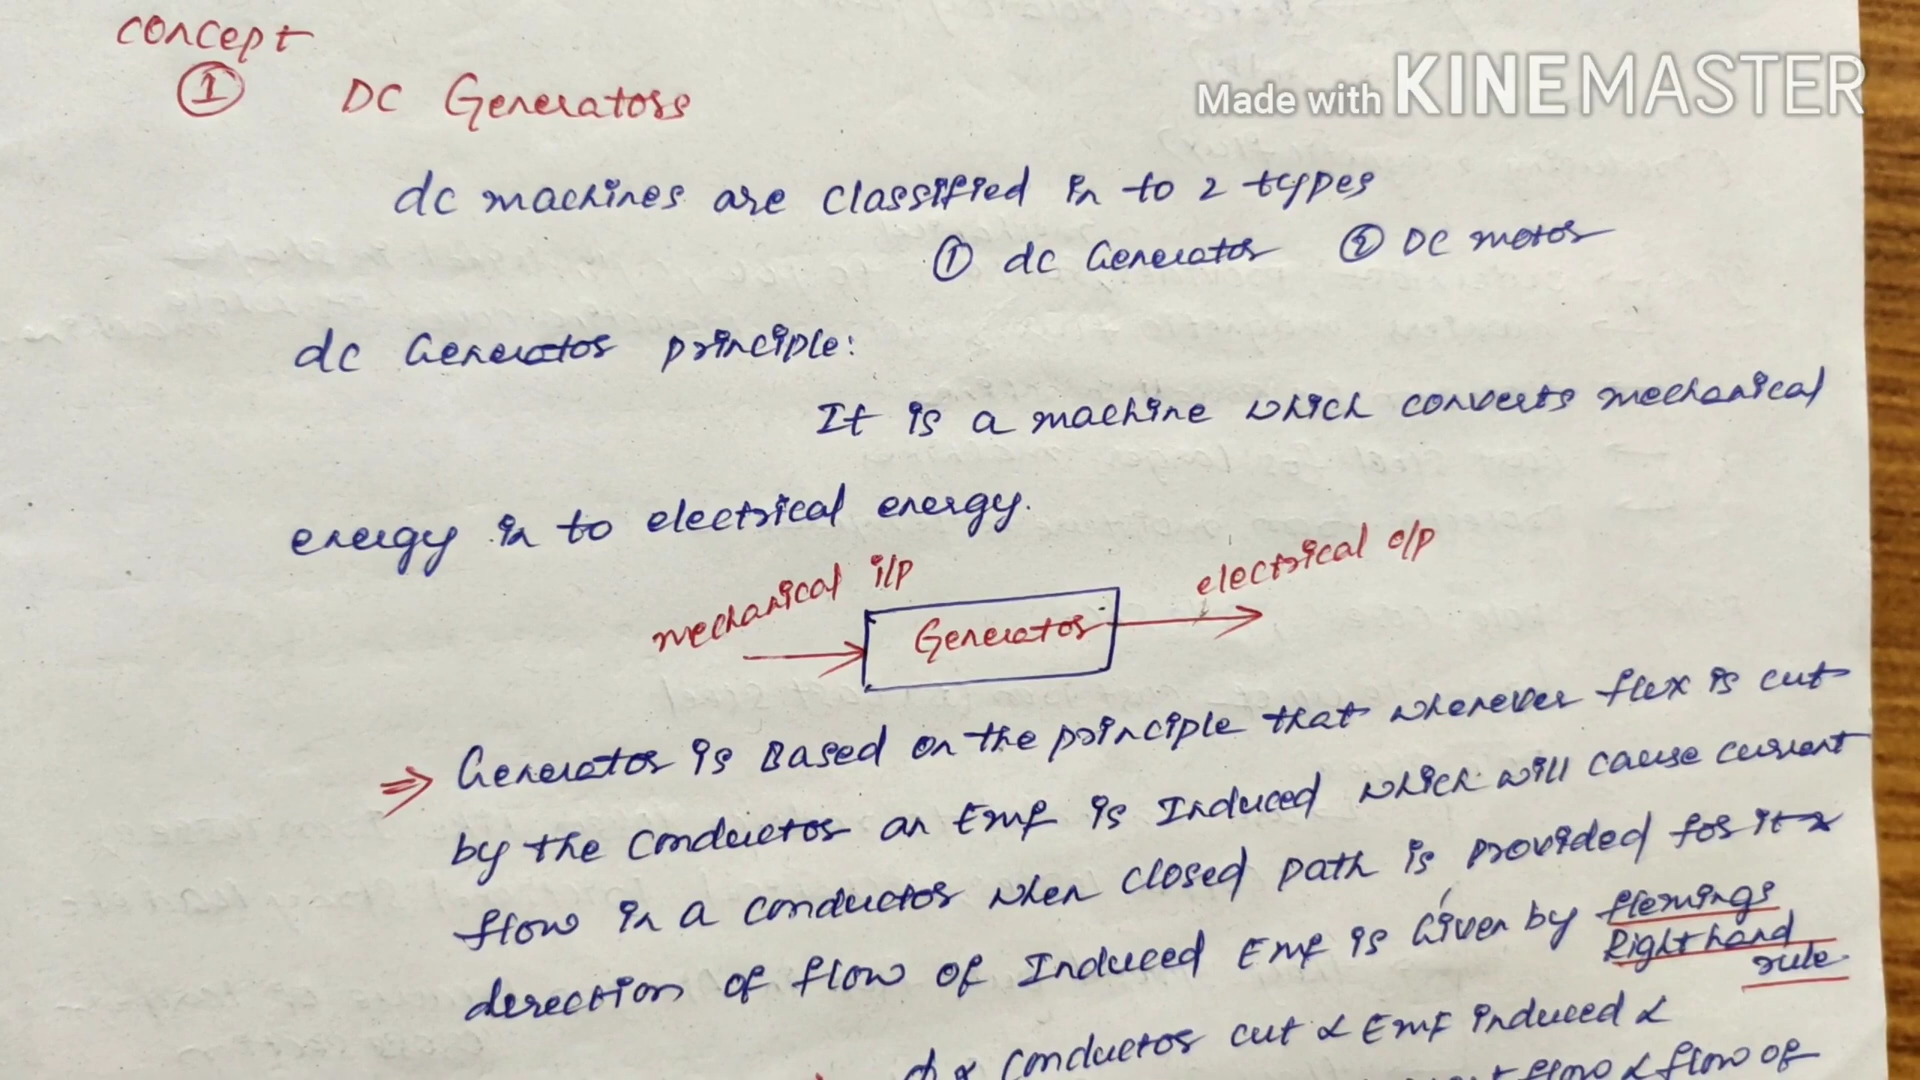 concept
Made with KINEMASTER
① DC Generators
dc machines are classified in to 2 types
① dc Generator ② DC motor
dc Generator principle:
It is a machine which converts mechanical
energy in to electrical energy.
mechanical i/p
electrical o/p
Generator
⇒ Generator is Based on the principle that whenever flux is cut
by the conductor an Emf is Induced which will cause current
flow in a conductor when closed path is provided for it &
derection of flow of Induced Emf is Given by flemings
Right hand
rule.
ϕ & conductor cut & Emf induced &
flow & flow of